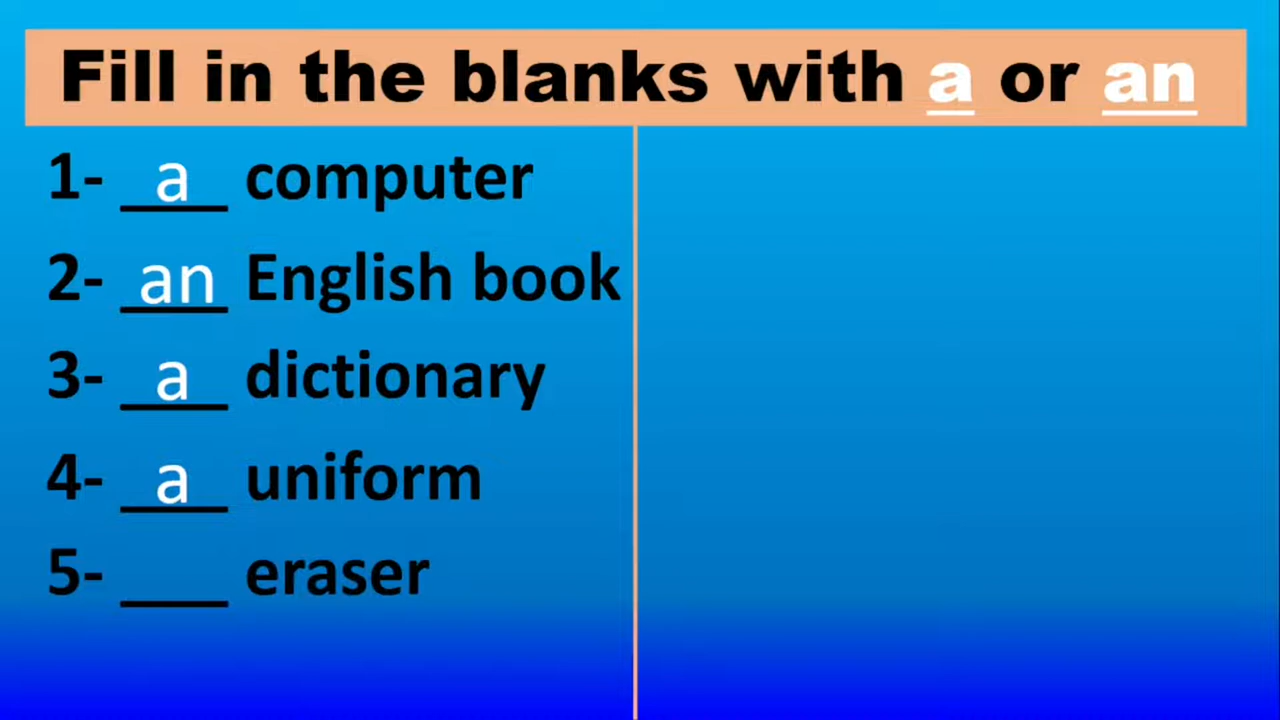 Fill in the blanks with a or an
1- a computer
2- an English book
3- a dictionary
4- a uniform
5- ___ eraser